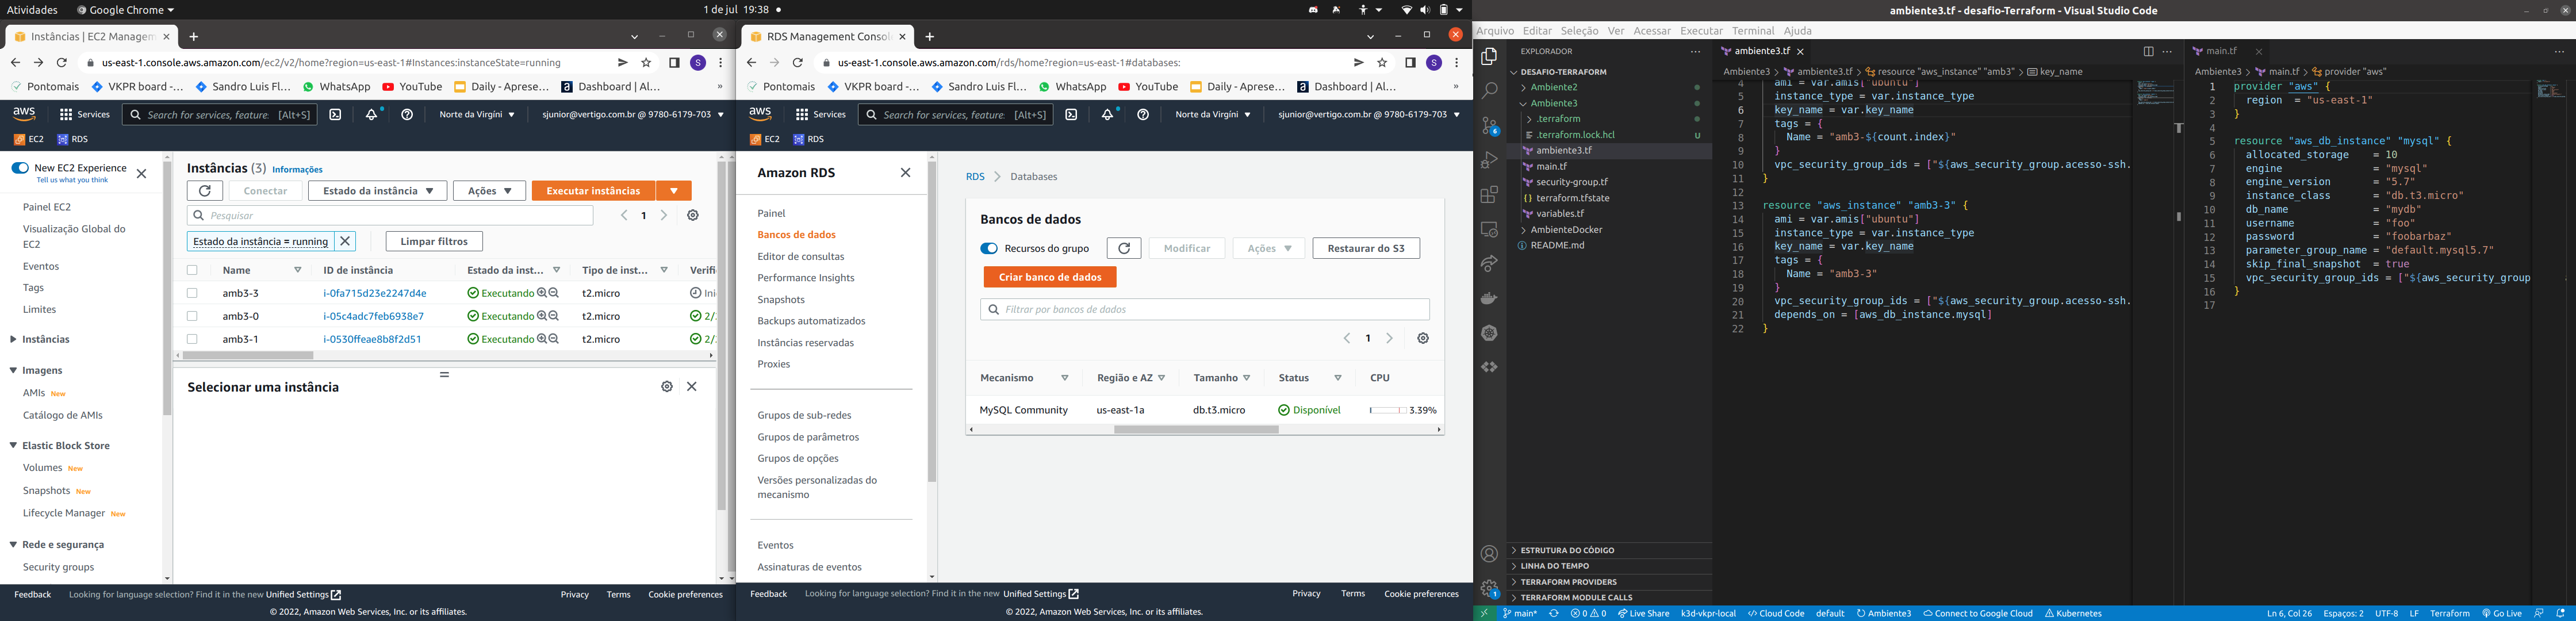 Atividades
Google Chrome
1 de jul 19:38
ambiente3.tf - desafio-Terraform - Visual Studio Code
Instâncias | EC2 Managem
us-east-1.console.aws.amazon.com/ec2/v2/home?region=us-east-1#Instances:instanceState=running
S
Pontomais
VKPR board -...
Sandro Luis Fl...
WhatsApp
YouTube
Daily - Aprese...
Dashboard | Al...
»
aws
Services
Search for services, feature:
[Alt+S]
Norte da Virgíni
sjunior@vertigo.com.br @ 9780-6179-703
EC2
RDS
New EC2 Experience
Tell us what you think
Painel EC2
Visualização Global do
EC2
Eventos
Tags
Limites
Instâncias
Imagens
AMIs New
Catálogo de AMIs
Elastic Block Store
Volumes New
Snapshots New
Lifecycle Manager New
Rede e segurança
Security groups
Instâncias (3) Informações
Conectar
Estado da instância
Ações
Executar instâncias
Pesquisar
1
Estado da instância = running
Limpar filtros
Name
ID de instância
Estado da inst...
Tipo de inst...
Verifi
amb3-3 i-0fa715d23e2247d4e Executando t2.micro Ini
amb3-0 i-05c4adc7feb6938e7 Executando t2.micro 2/
amb3-1 i-0530ffeae8b8f2d51 Executando t2.micro 2/
Selecionar uma instância
Feedback
Looking for language selection? Find it in the new Unified Settings
Privacy
Terms
Cookie preferences
© 2022, Amazon Web Services, Inc. or its affiliates.
RDS Management Consol
us-east-1.console.aws.amazon.com/rds/home?region=us-east-1#databases:
S
Pontomais
VKPR board -...
Sandro Luis Fl...
WhatsApp
YouTube
Daily - Aprese...
Dashboard | Al...
»
aws
Services
Search for services, feature:
[Alt+S]
Norte da Virgíni
sjunior@vertigo.com.br @ 9780-6179-703
EC2
RDS
Amazon RDS
Painel
Bancos de dados
Editor de consultas
Performance Insights
Snapshots
Backups automatizados
Instâncias reservadas
Proxies
Grupos de sub-redes
Grupos de parâmetros
Grupos de opções
Versões personalizadas do
mecanismo
Eventos
Assinaturas de eventos
RDS
Databases
Bancos de dados
Recursos do grupo
Modificar
Ações
Restaurar do S3
Criar banco de dados
Filtrar por bancos de dados
1
Mecanismo
Região e AZ
Tamanho
Status
CPU
MySQL Community us-east-1a db.t3.micro Disponível 3.39%
Feedback
Looking for language selection? Find it in the new Unified Settings
Privacy
Terms
Cookie preferences
© 2022, Amazon Web Services, Inc. or its affiliates.
Arquivo Editar Seleção Ver Acessar Executar Terminal Ajuda
EXPLORADOR
DESAFIO-TERRAFORM
Ambiente2
Ambiente3
.terraform
.terraform.lock.hcl U
ambiente3.tf
main.tf
security-group.tf
terraform.tfstate
variables.tf
AmbienteDocker
README.md
6
1
ESTRUTURA DO CÓDIGO
LINHA DO TEMPO
TERRAFORM PROVIDERS
TERRAFORM MODULE CALLS
ambiente3.tf
Ambiente3 > ambiente3.tf > resource "aws_instance" "amb3" > key_name
4 ami = var.amis["ubuntu"]
5 instance_type = var.instance_type
6 key_name = var.key_name
7 tags = {
8 Name = "amb3-${count.index}"
9 }
10 vpc_security_group_ids = ["${aws_security_group.acesso-ssh.
11 }
12
13 resource "aws_instance" "amb3-3" {
14 ami = var.amis["ubuntu"]
15 instance_type = var.instance_type
16 key_name = var.key_name
17 tags = {
18 Name = "amb3-3"
19 }
20 vpc_security_group_ids = ["${aws_security_group.acesso-ssh.
21 depends_on = [aws_db_instance.mysql]
22 }
main.tf
Ambiente3 > main.tf > provider "aws"
1 provider "aws" {
2 region = "us-east-1"
3 }
4
5 resource "aws_db_instance" "mysql" {
6 allocated_storage = 10
7 engine = "mysql"
8 engine_version = "5.7"
9 instance_class = "db.t3.micro"
10 db_name = "mydb"
11 username = "foo"
12 password = "foobarbaz"
13 parameter_group_name = "default.mysql5.7"
14 skip_final_snapshot = true
15 vpc_security_group_ids = ["${aws_security_group
16 }
17
main* 0 0 Live Share k3d-vkpr-local Cloud Code default Ambiente3 Connect to Google Cloud Kubernetes
Ln 6, Col 26 Espaços: 2 UTF-8 LF Terraform Go Live